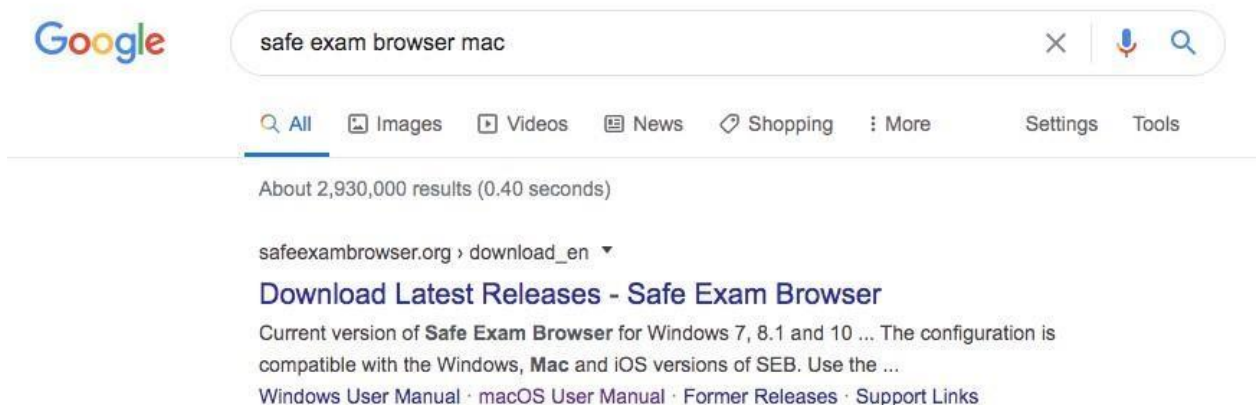 Google safe exam browser mac
All Images Videos News Shopping More Settings Tools
About 2,930,000 results (0.40 seconds)
safeexambrowser.org › download_en
Download Latest Releases - Safe Exam Browser
Current version of Safe Exam Browser for Windows 7, 8.1 and 10 ... The configuration is
compatible with the Windows, Mac and iOS versions of SEB. Use the ...
Windows User Manual · macOS User Manual · Former Releases · Support Links